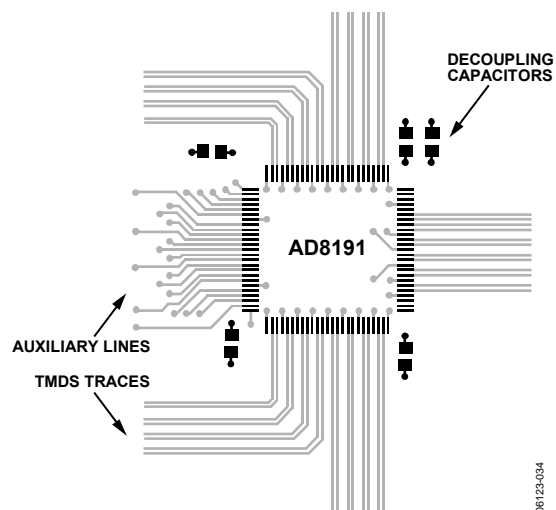 DECOUPLING
CAPACITORS
AD8191
AUXILIARY LINES
TMDS TRACES
06123-034